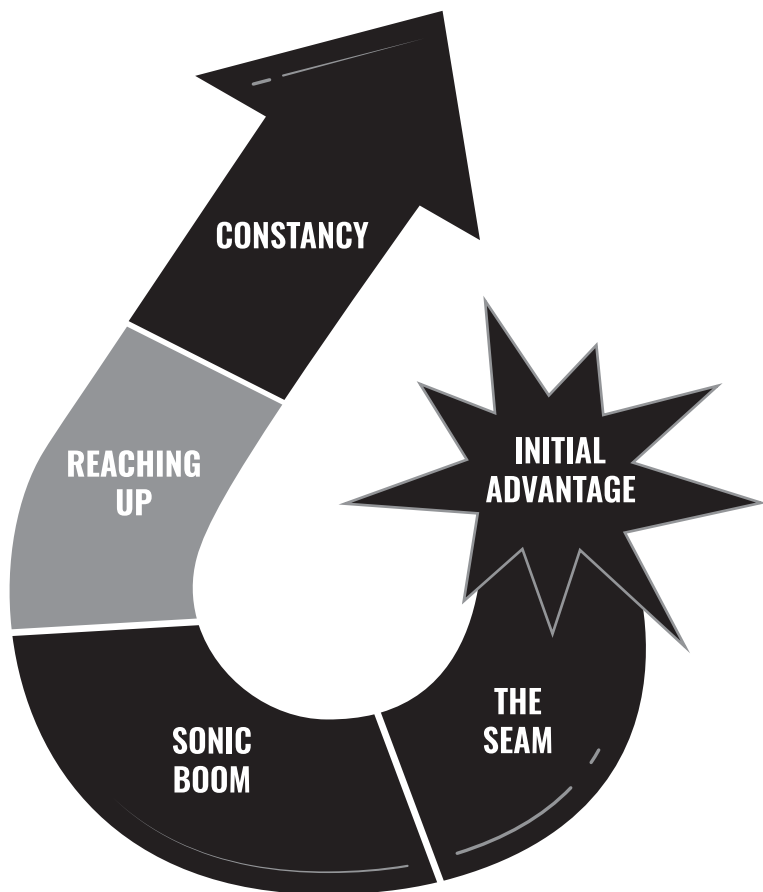 CONSTANCY
REACHING
UP
INITIAL
ADVANTAGE
THE
SEAM
SONIC
BOOM